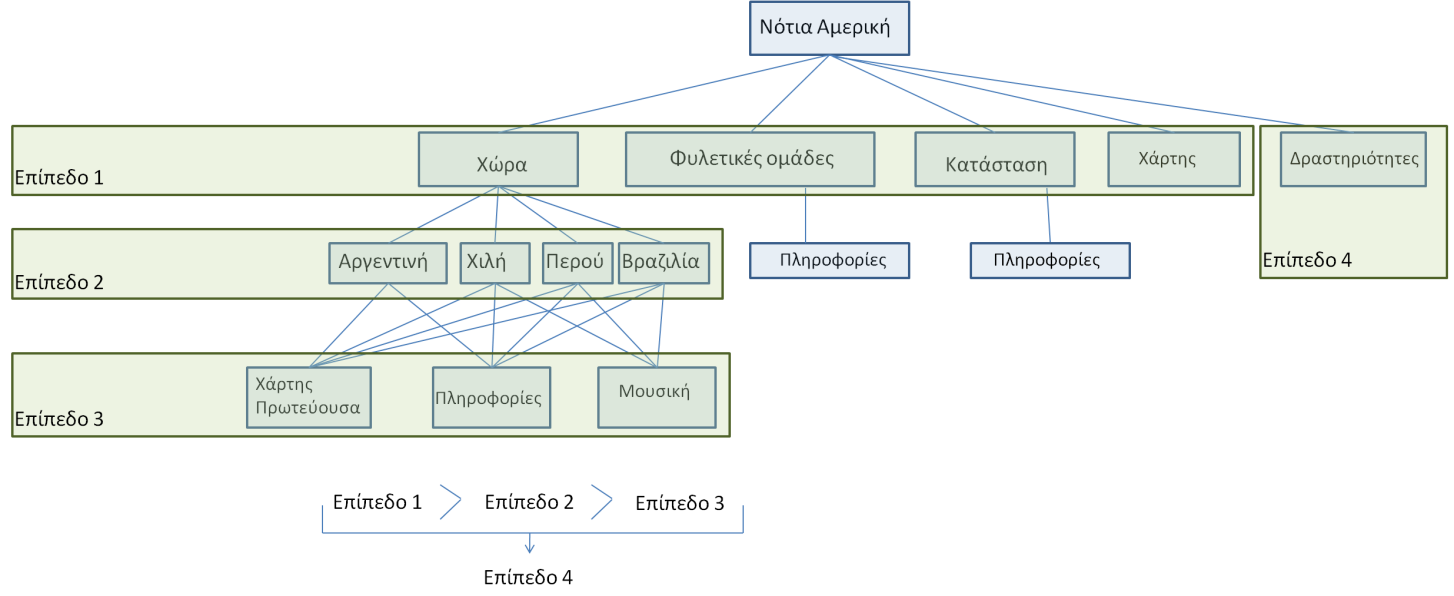 Νότια Αμερική
Επίπεδο 1
Χώρα
Φυλετικές ομάδες
Κατάσταση
Χάρτης
Δραστηριότητες
Επίπεδο 4
Επίπεδο 2
Αργεντινή
Χιλή
Περού
Βραζιλία
Πληροφορίες
Πληροφορίες
Επίπεδο 3
Χάρτης
Πρωτεύουσα
Πληροφορίες
Μουσική
Επίπεδο 1
Επίπεδο 2
Επίπεδο 3
Επίπεδο 4